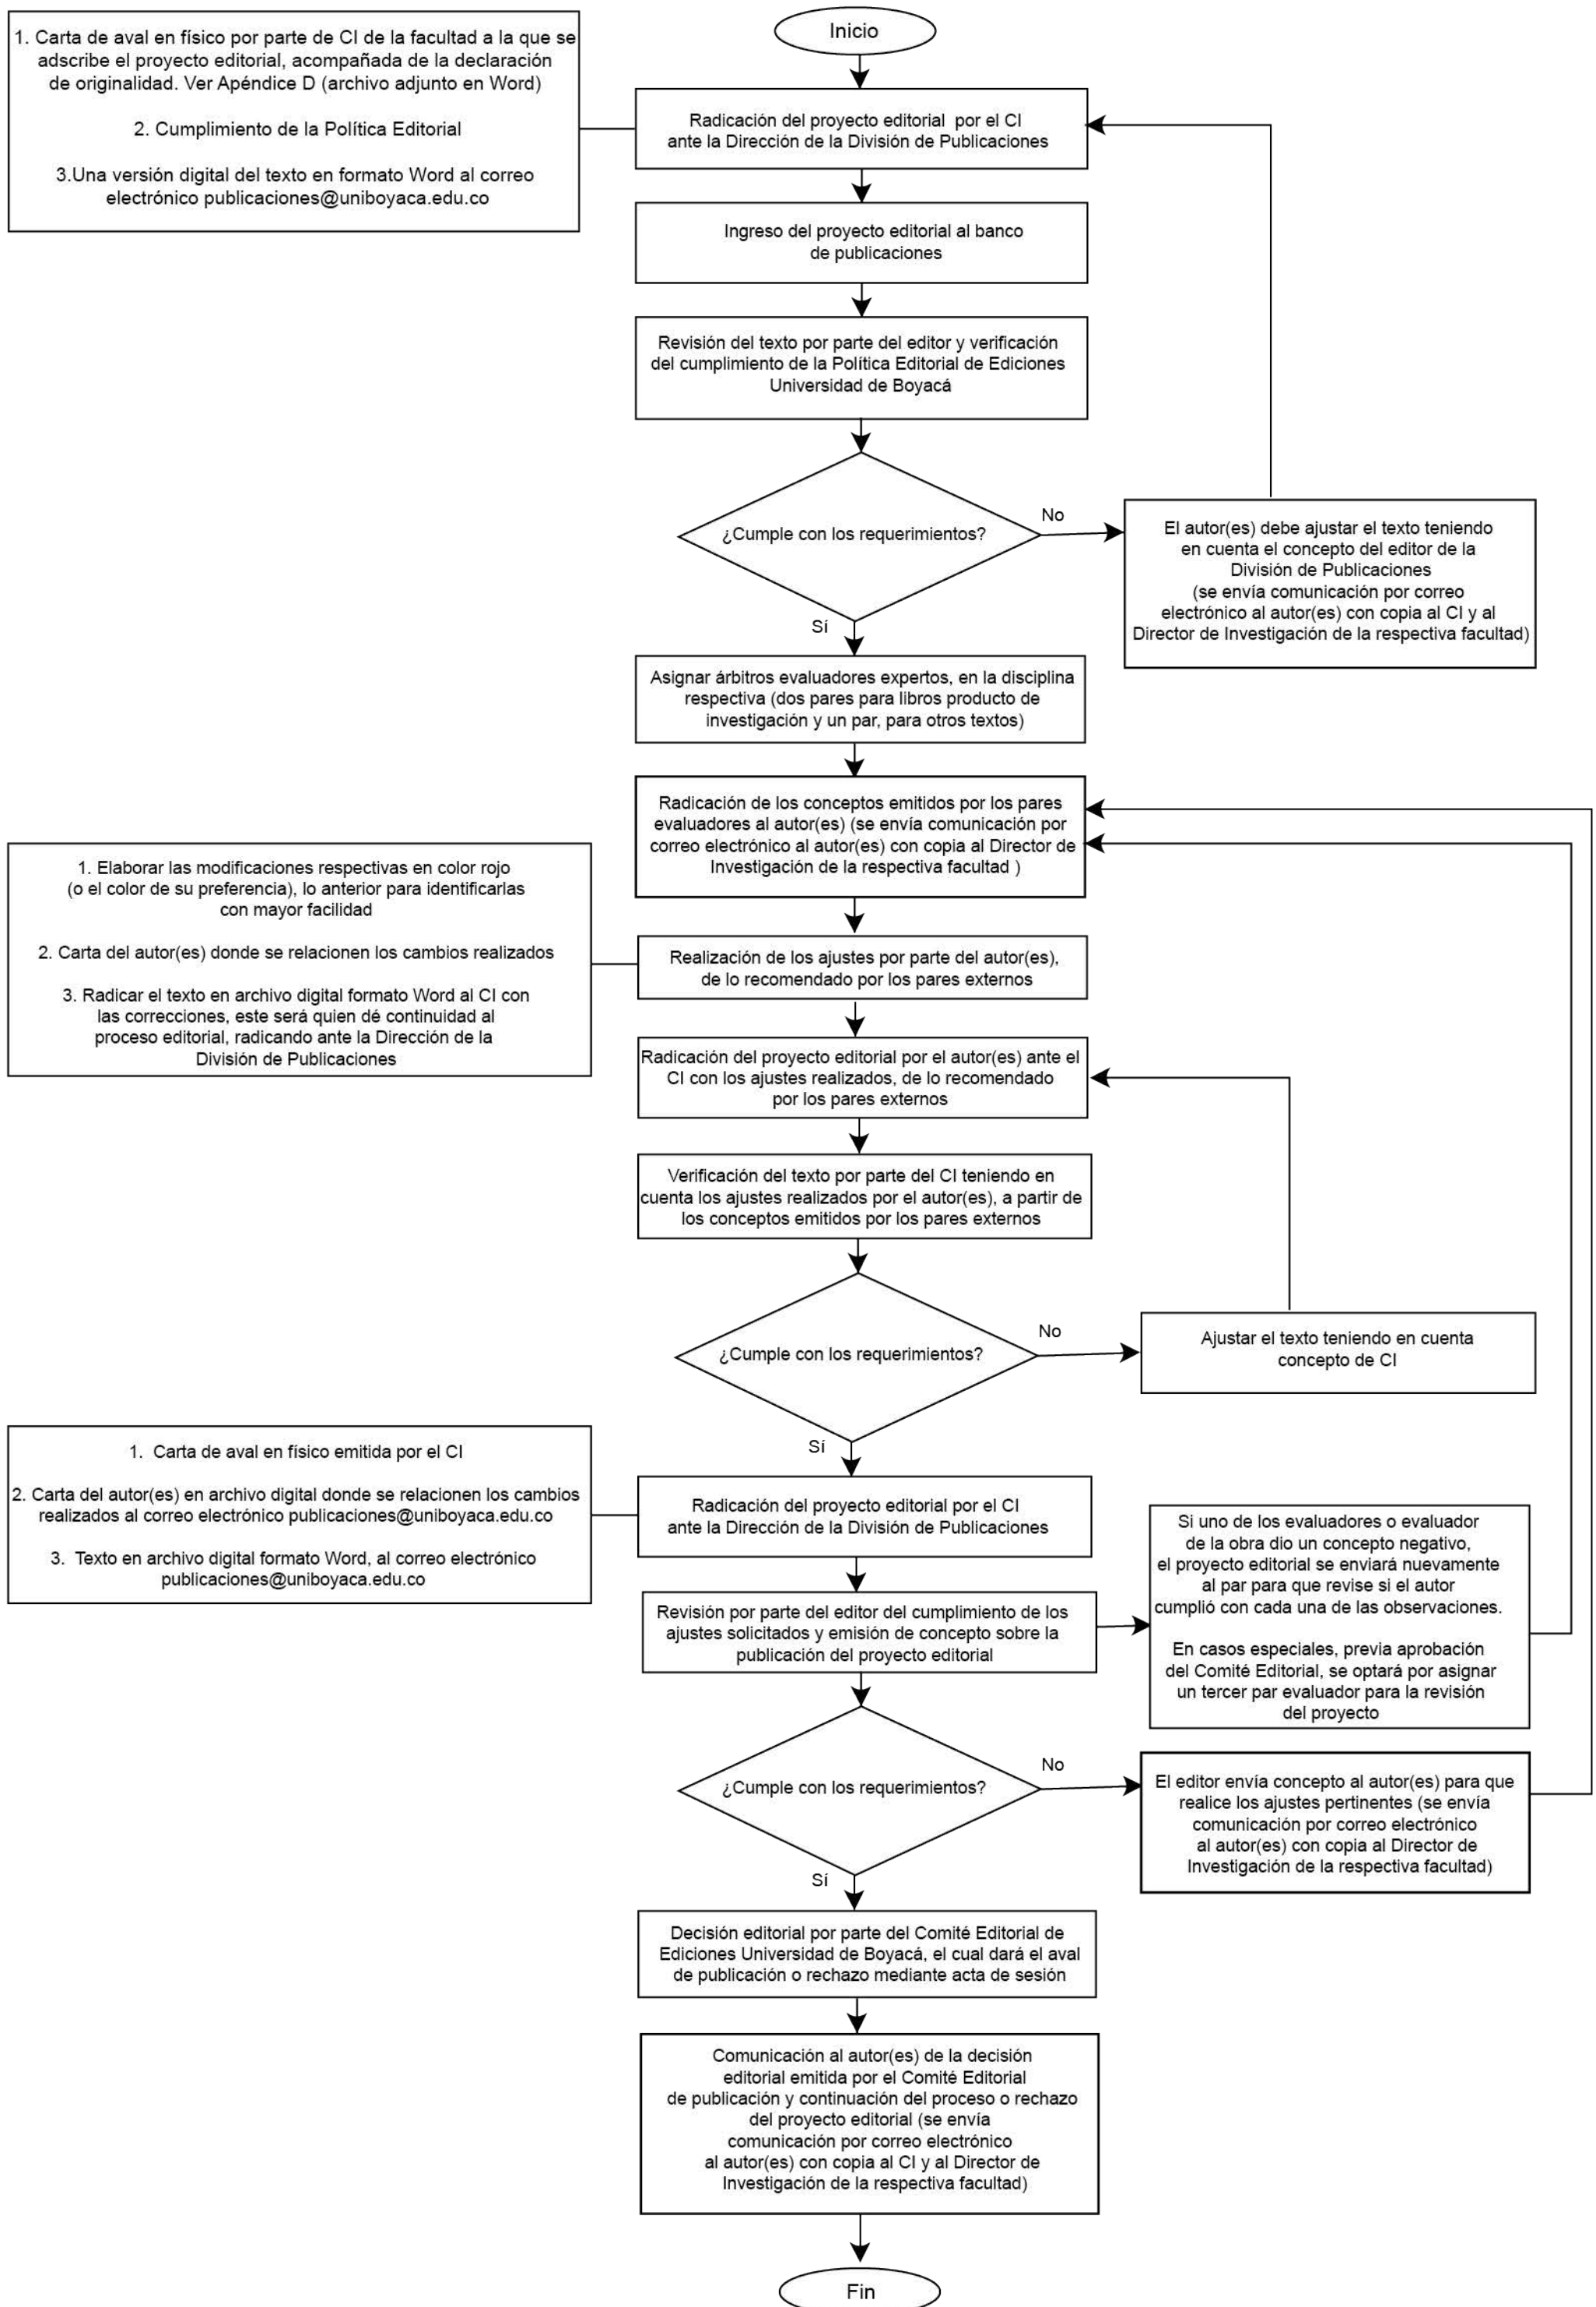 Inicio
1. Carta de aval en físico por parte de CI de la facultad a la que se
adscribe el proyecto editorial, acompañada de la declaración
de originalidad. Ver Apéndice D (archivo adjunto en Word)
2. Cumplimiento de la Política Editorial
3.Una versión digital del texto en formato Word al correo
electrónico publicaciones@uniboyaca.edu.co
Radicación del proyecto editorial por el CI
ante la Dirección de la División de Publicaciones
Ingreso del proyecto editorial al banco
de publicaciones
Revisión del texto por parte del editor y verificación
del cumplimiento de la Política Editorial de Ediciones
Universidad de Boyacá
¿Cumple con los requerimientos?
No
El autor(es) debe ajustar el texto teniendo
en cuenta el concepto del editor de la
División de Publicaciones
(se envía comunicación por correo
electrónico al autor(es) con copia al CI y al
Director de Investigación de la respectiva facultad)
Sí
Asignar árbitros evaluadores expertos, en la disciplina
respectiva (dos pares para libros producto de
investigación y un par, para otros textos)
Radicación de los conceptos emitidos por los pares
evaluadores al autor(es) (se envía comunicación por
correo electrónico al autor(es) con copia al Director de
Investigación de la respectiva facultad )
1. Elaborar las modificaciones respectivas en color rojo
(o el color de su preferencia), lo anterior para identificarlas
con mayor facilidad
2. Carta del autor(es) donde se relacionen los cambios realizados
3. Radicar el texto en archivo digital formato Word al CI con
las correcciones, este será quien dé continuidad al
proceso editorial, radicando ante la Dirección de la
División de Publicaciones
Realización de los ajustes por parte del autor(es),
de lo recomendado por los pares externos
Radicación del proyecto editorial por el autor(es) ante el
CI con los ajustes realizados, de lo recomendado
por los pares externos
Verificación del texto por parte del CI teniendo en
cuenta los ajustes realizados por el autor(es), a partir de
los conceptos emitidos por los pares externos
¿Cumple con los requerimientos?
No
Ajustar el texto teniendo en cuenta
concepto de CI
Sí
1. Carta de aval en físico emitida por el CI
2. Carta del autor(es) en archivo digital donde se relacionen los cambios
realizados al correo electrónico publicaciones@uniboyaca.edu.co
3. Texto en archivo digital formato Word, al correo electrónico
publicaciones@uniboyaca.edu.co
Radicación del proyecto editorial por el CI
ante la Dirección de la División de Publicaciones
Revisión por parte del editor del cumplimiento de los
ajustes solicitados y emisión de concepto sobre la
publicación del proyecto editorial
Si uno de los evaluadores o evaluador
de la obra dio un concepto negativo,
el proyecto editorial se enviará nuevamente
al par para que revise si el autor
cumplió con cada una de las observaciones.
En casos especiales, previa aprobación
del Comité Editorial, se optará por asignar
un tercer par evaluador para la revisión
del proyecto
¿Cumple con los requerimientos?
No
El editor envía concepto al autor(es) para que
realice los ajustes pertinentes (se envía
comunicación por correo electrónico
al autor(es) con copia al Director de
Investigación de la respectiva facultad)
Sí
Decisión editorial por parte del Comité Editorial de
Ediciones Universidad de Boyacá, el cual dará el aval
de publicación o rechazo mediante acta de sesión
Comunicación al autor(es) de la decisión
editorial emitida por el Comité Editorial
de publicación y continuación del proceso o rechazo
del proyecto editorial (se envía
comunicación por correo electrónico
al autor(es) con copia al CI y al Director de
Investigación de la respectiva facultad)
Fin